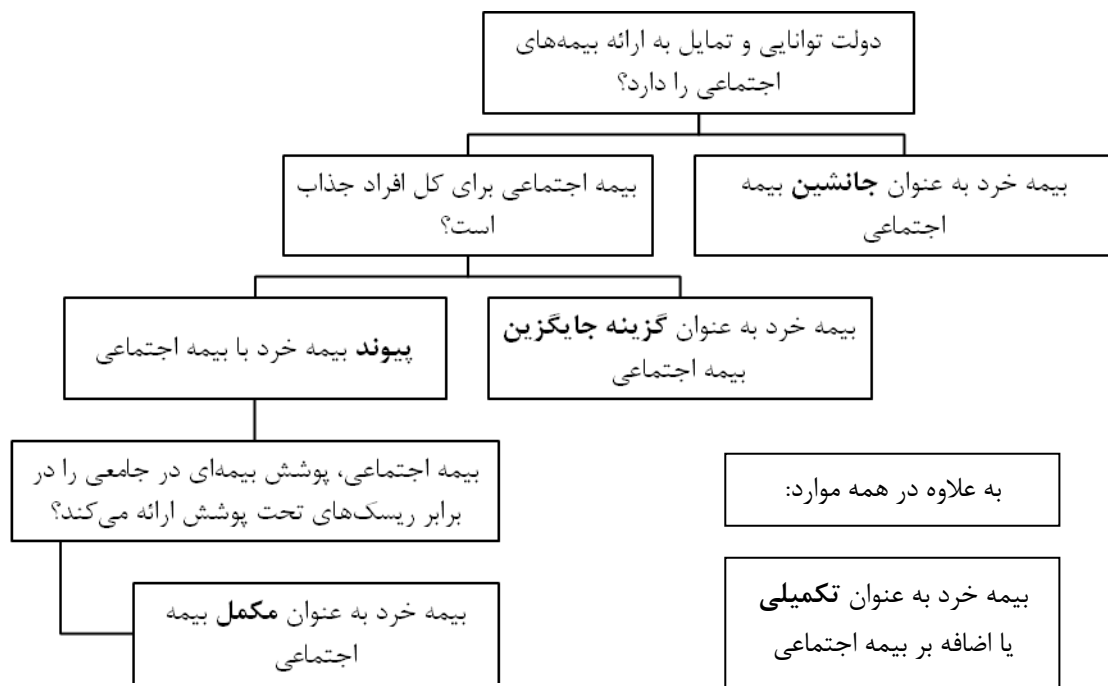 دولت توانایی و تمایل به ارائه بیمه‌های
اجتماعی را دارد؟
بیمه خرد به عنوان جانشین بیمه
اجتماعی
بیمه اجتماعی برای کل افراد جذاب
است؟
بیمه خرد به عنوان گزینه جایگزین
بیمه اجتماعی
پیوند بیمه خرد با بیمه اجتماعی
بیمه اجتماعی، پوشش بیمه‌ای در جامعی را در
برابر ریسک‌های تحت پوشش ارائه می‌کند؟
بیمه خرد به عنوان مکمل بیمه
اجتماعی
به علاوه در همه موارد:
بیمه خرد به عنوان تکمیلی
یا اضافه بر بیمه اجتماعی